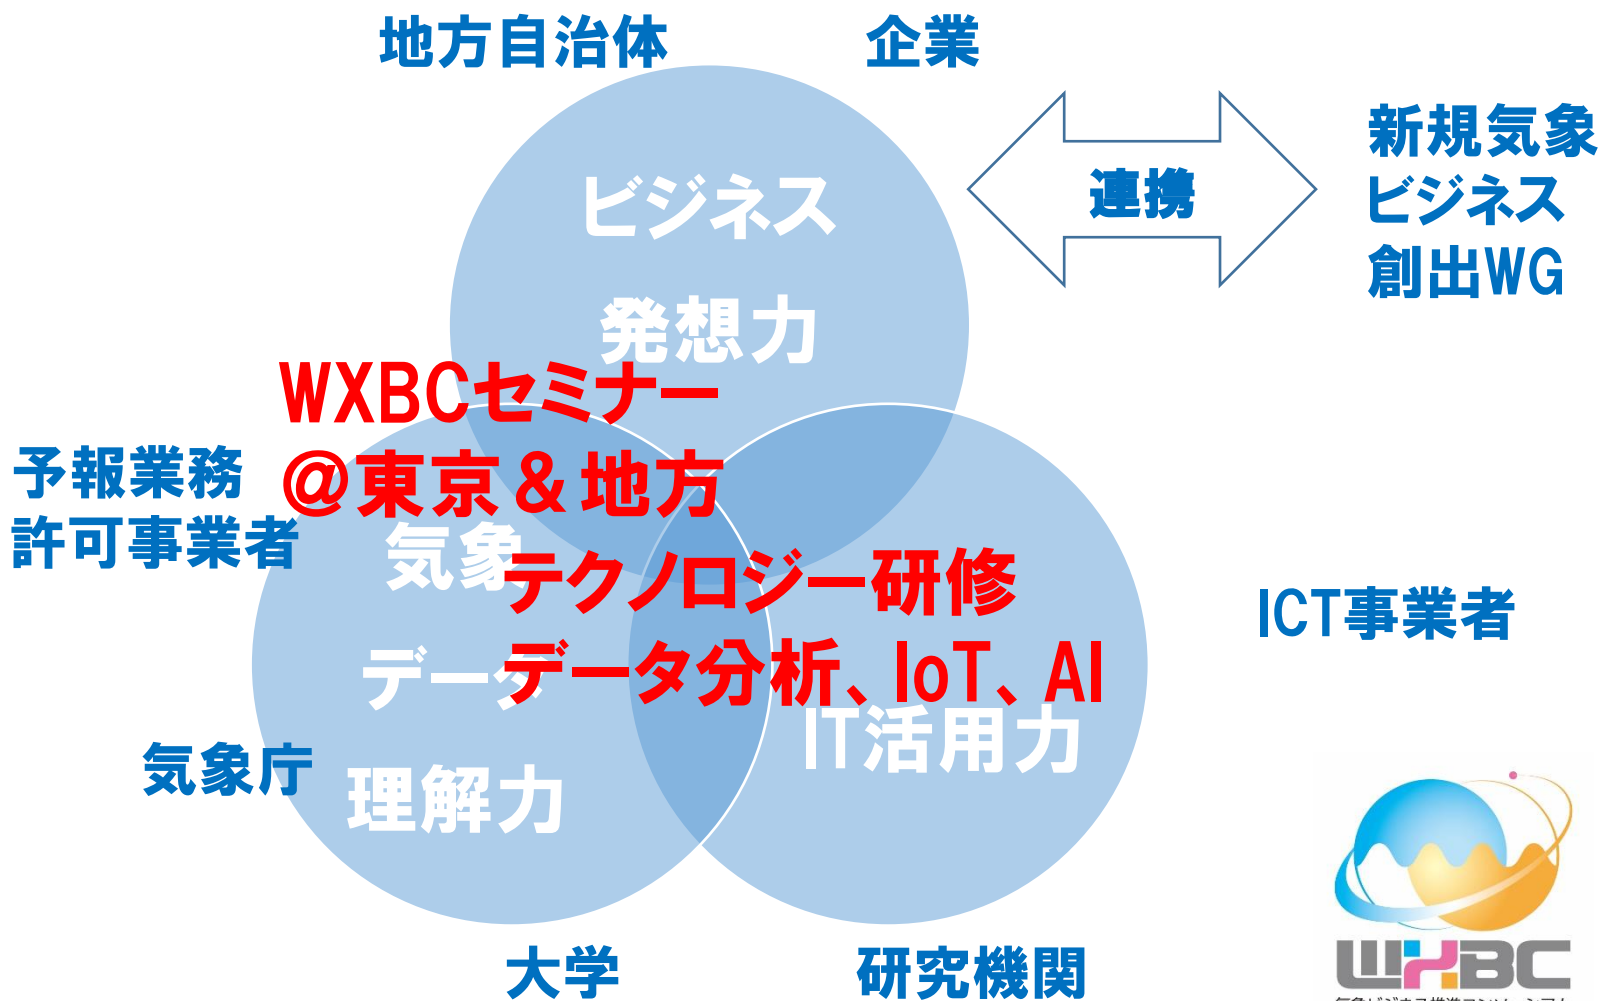 地方自治体
企業
新規気象
ビジネス
創出WG
連携
ビジネス
発想力
WXBCセミナー
@東京&地方
予報業務
許可事業者
気象
データ
理解力
テクノロジー研修
データ分析、IoT、AI
IT活用力
ICT事業者
気象庁
大学
研究機関
WXBC